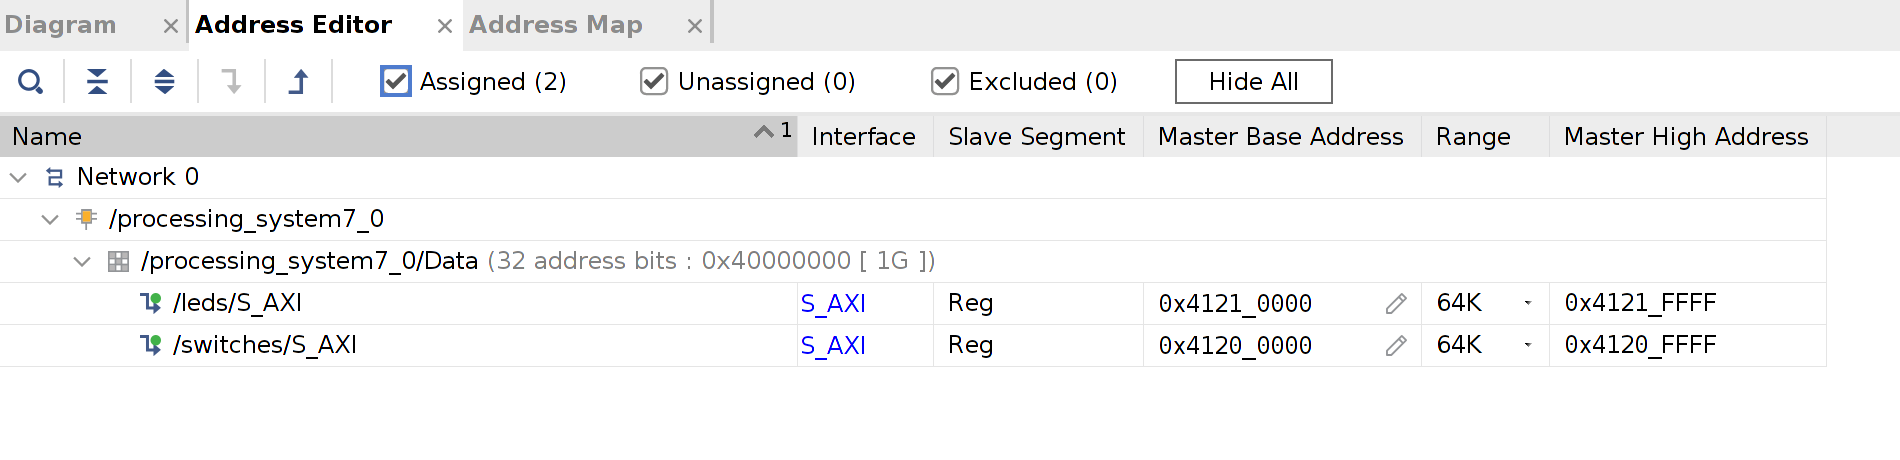 Diagram Address Editor Address Map
Assigned (2) Unassigned (0) Excluded (0) Hide All
Name 1 Interface Slave Segment Master Base Address Range Master High Address
Network 0
/processing_system7_0
/processing_system7_0/Data (32 address bits : 0x40000000 [ 1G ])
/leds/S_AXI S_AXI Reg 0x4121_0000 64K 0x4121_FFFF
/switches/S_AXI S_AXI Reg 0x4120_0000 64K 0x4120_FFFF